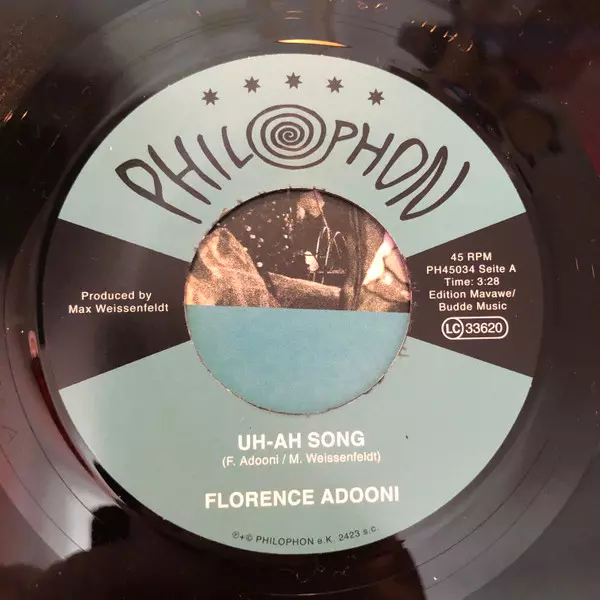 PHILOPHON
45 RPM
PH45034 Seite A
Time: 3:28
Edition Mavawe/
Budde Music
LC 33620
Produced by
Max Weissenfeldt
UH-AH SONG
(F. Adooni / M. Weissenfeldt)
FLORENCE ADOONI
℗+© PHILOPHON e.K. 2423 s.c.